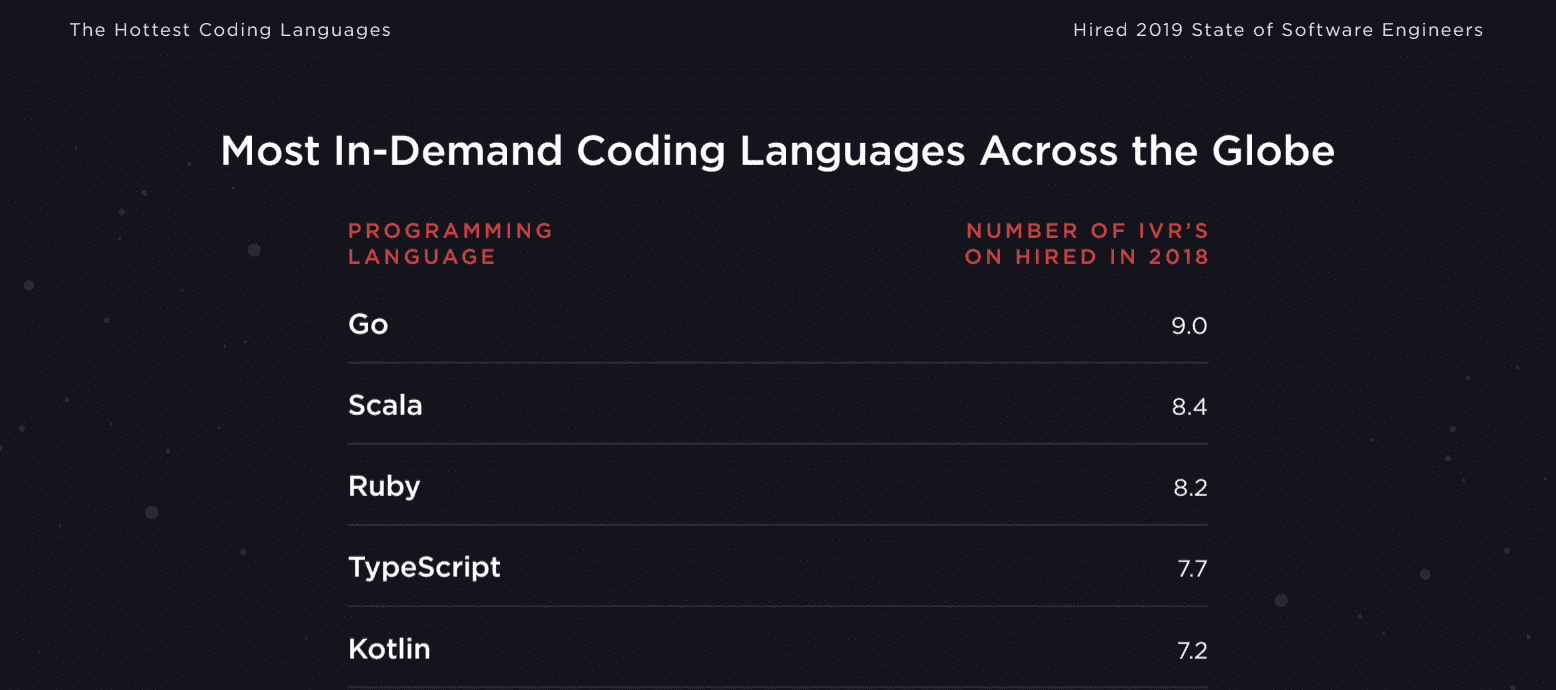 The Hottest Coding Languages
Hired 2019 State of Software Engineers
Most In-Demand Coding Languages Across the Globe
PROGRAMMING
LANGUAGE
NUMBER OF IVR’S
ON HIRED IN 2018
Go 9.0
Scala 8.4
Ruby 8.2
TypeScript 7.7
Kotlin 7.2